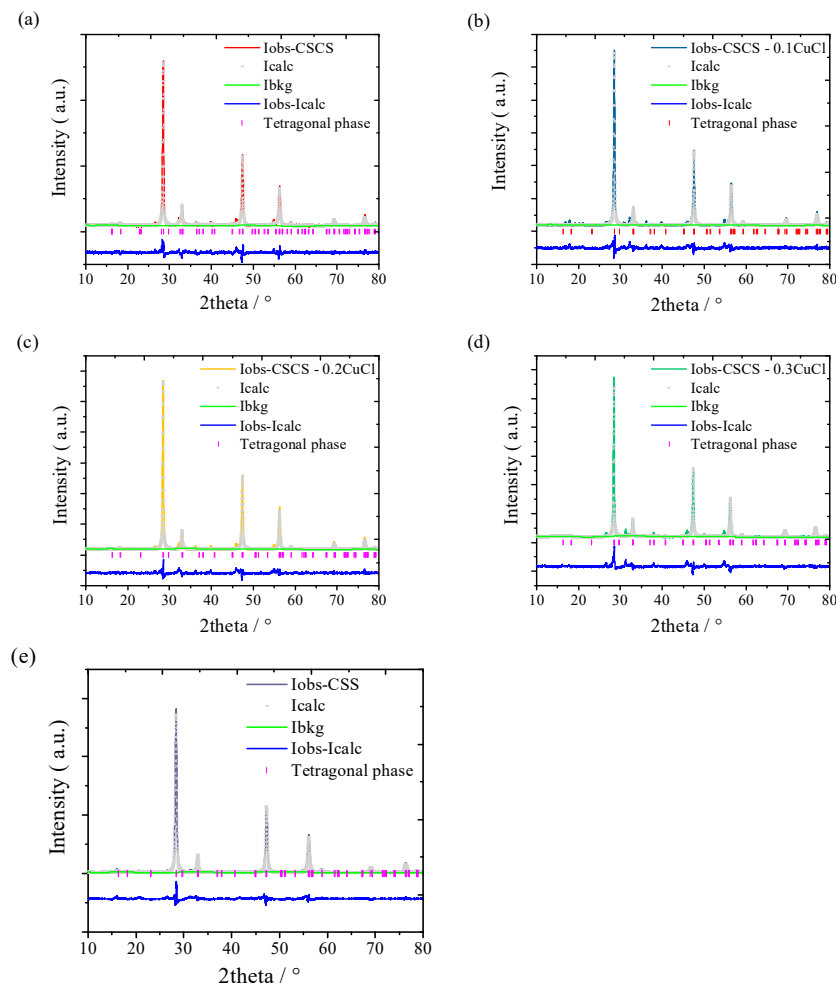 (a)
Intensity ( a.u.)
Iobs-CSCS
Icalc
Ibkg
Iobs-Icalc
Tetragonal phase
10 20 30 40 50 60 70 80
2theta / °
(b)
Intensity ( a.u.)
Iobs-CSCS - 0.1CuCl
Icalc
Ibkg
Iobs-Icalc
Tetragonal phase
10 20 30 40 50 60 70 80
2theta / °
(c)
Intensity ( a.u.)
Iobs-CSCS - 0.2CuCl
Icalc
Ibkg
Iobs-Icalc
Tetragonal phase
10 20 30 40 50 60 70 80
2theta / °
(d)
Intensity ( a.u.)
Iobs-CSCS - 0.3CuCl
Icalc
Ibkg
Iobs-Icalc
Tetragonal phase
10 20 30 40 50 60 70 80
2theta / °
(e)
Intensity ( a.u.)
Iobs-CSS
Icalc
Ibkg
Iobs-Icalc
Tetragonal phase
10 20 30 40 50 60 70 80
2theta / °